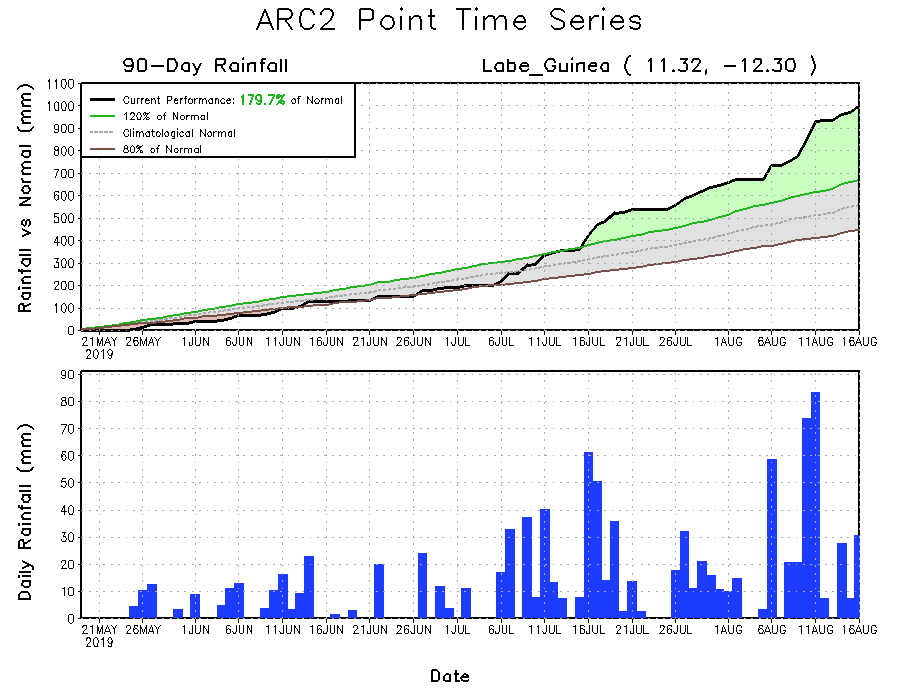 ARC2 Point Time Series
90-Day Rainfall
Labe_Guinea ( 11.32, -12.30 )
Rainfall vs Normal (mm)
1100
1000
900
800
700
600
500
400
300
200
100
0
Current Performance: 179.7% of Normal
120% of Normal
Climatological Normal
80% of Normal
21MAY 26MAY 1JUN 6JUN 11JUN 16JUN 21JUN 26JUN 1JUL 6JUL 11JUL 16JUL 21JUL 26JUL 1AUG 6AUG 11AUG 16AUG
2019
Daily Rainfall (mm)
90
80
70
60
50
40
30
20
10
0
21MAY 26MAY 1JUN 6JUN 11JUN 16JUN 21JUN 26JUN 1JUL 6JUL 11JUL 16JUL 21JUL 26JUL 1AUG 6AUG 11AUG 16AUG
2019
Date